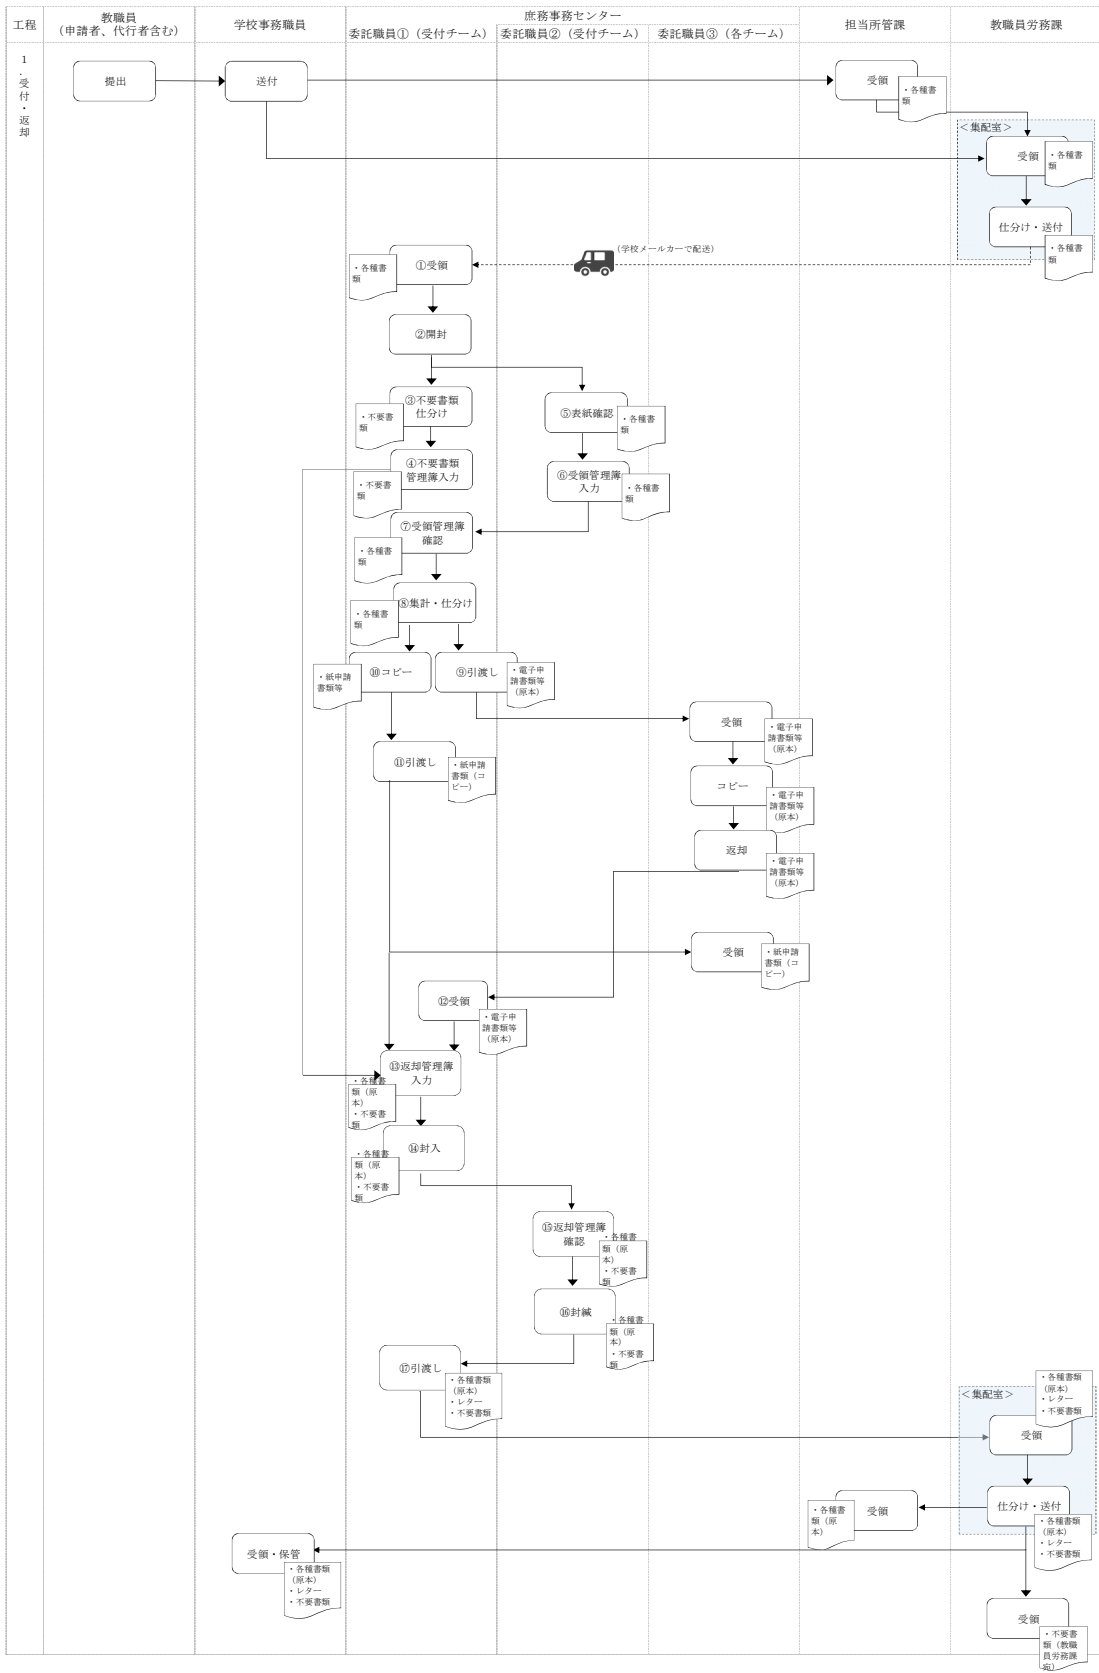 工程
教職員
（申請者、代行者含む）
学校事務職員
庶務事務センター
委託職員①（受付チーム）
委託職員②（受付チーム）
委託職員③（各チーム）
担当所管課
教職員労務課
1.受付・返却
提出
送付
受領
・各種書
類
＜集配室＞
受領
・各種書
類
仕分け・送付
・各種書
類
（学校メールカーで配送）
①受領
・各種書
類
②開封
③不要書類
仕分け
・不要書
類
⑤表紙確認
・各種書
類
④不要書類
管理簿入力
・不要書
類
⑥受領管理簿
入力
・各種書
類
⑦受領管理簿
確認
・各種書
類
⑧集計・仕分け
・各種書
類
⑩コピー
・紙申請
書類等
⑨引渡し
・電子申
請書類等
（原本）
受領
・電子申
請書類等
（原本）
⑪引渡し
・紙申請
書類（コ
ピー）
コピー
・電子申
請書類等
（原本）
返却
・電子申
請書類等
（原本）
受領
・紙申請
書類（コ
ピー）
⑫受領
・電子申
請書類等
（原本）
⑬返却管理簿
入力
・各種書
類（原
本）
・不要書
類
⑭封入
・各種書
類（原
本）
・不要書
類
⑮返却管理簿
確認
・各種書
類（原
本）
・不要書
類
⑯封緘
・各種書
類（原
本）
・不要書
類
⑰引渡し
・各種書類
（原本）
・レター
・不要書類
＜集配室＞
・各種書類
（原本）
・レター
・不要書類
受領
仕分け・送付
・各種書類
（原本）
・レター
・不要書類
受領
・各種書
類（原
本）
受領・保管
・各種書類
（原本）
・レター
・不要書類
受領
・不要書
類（教職
員労務課
宛）